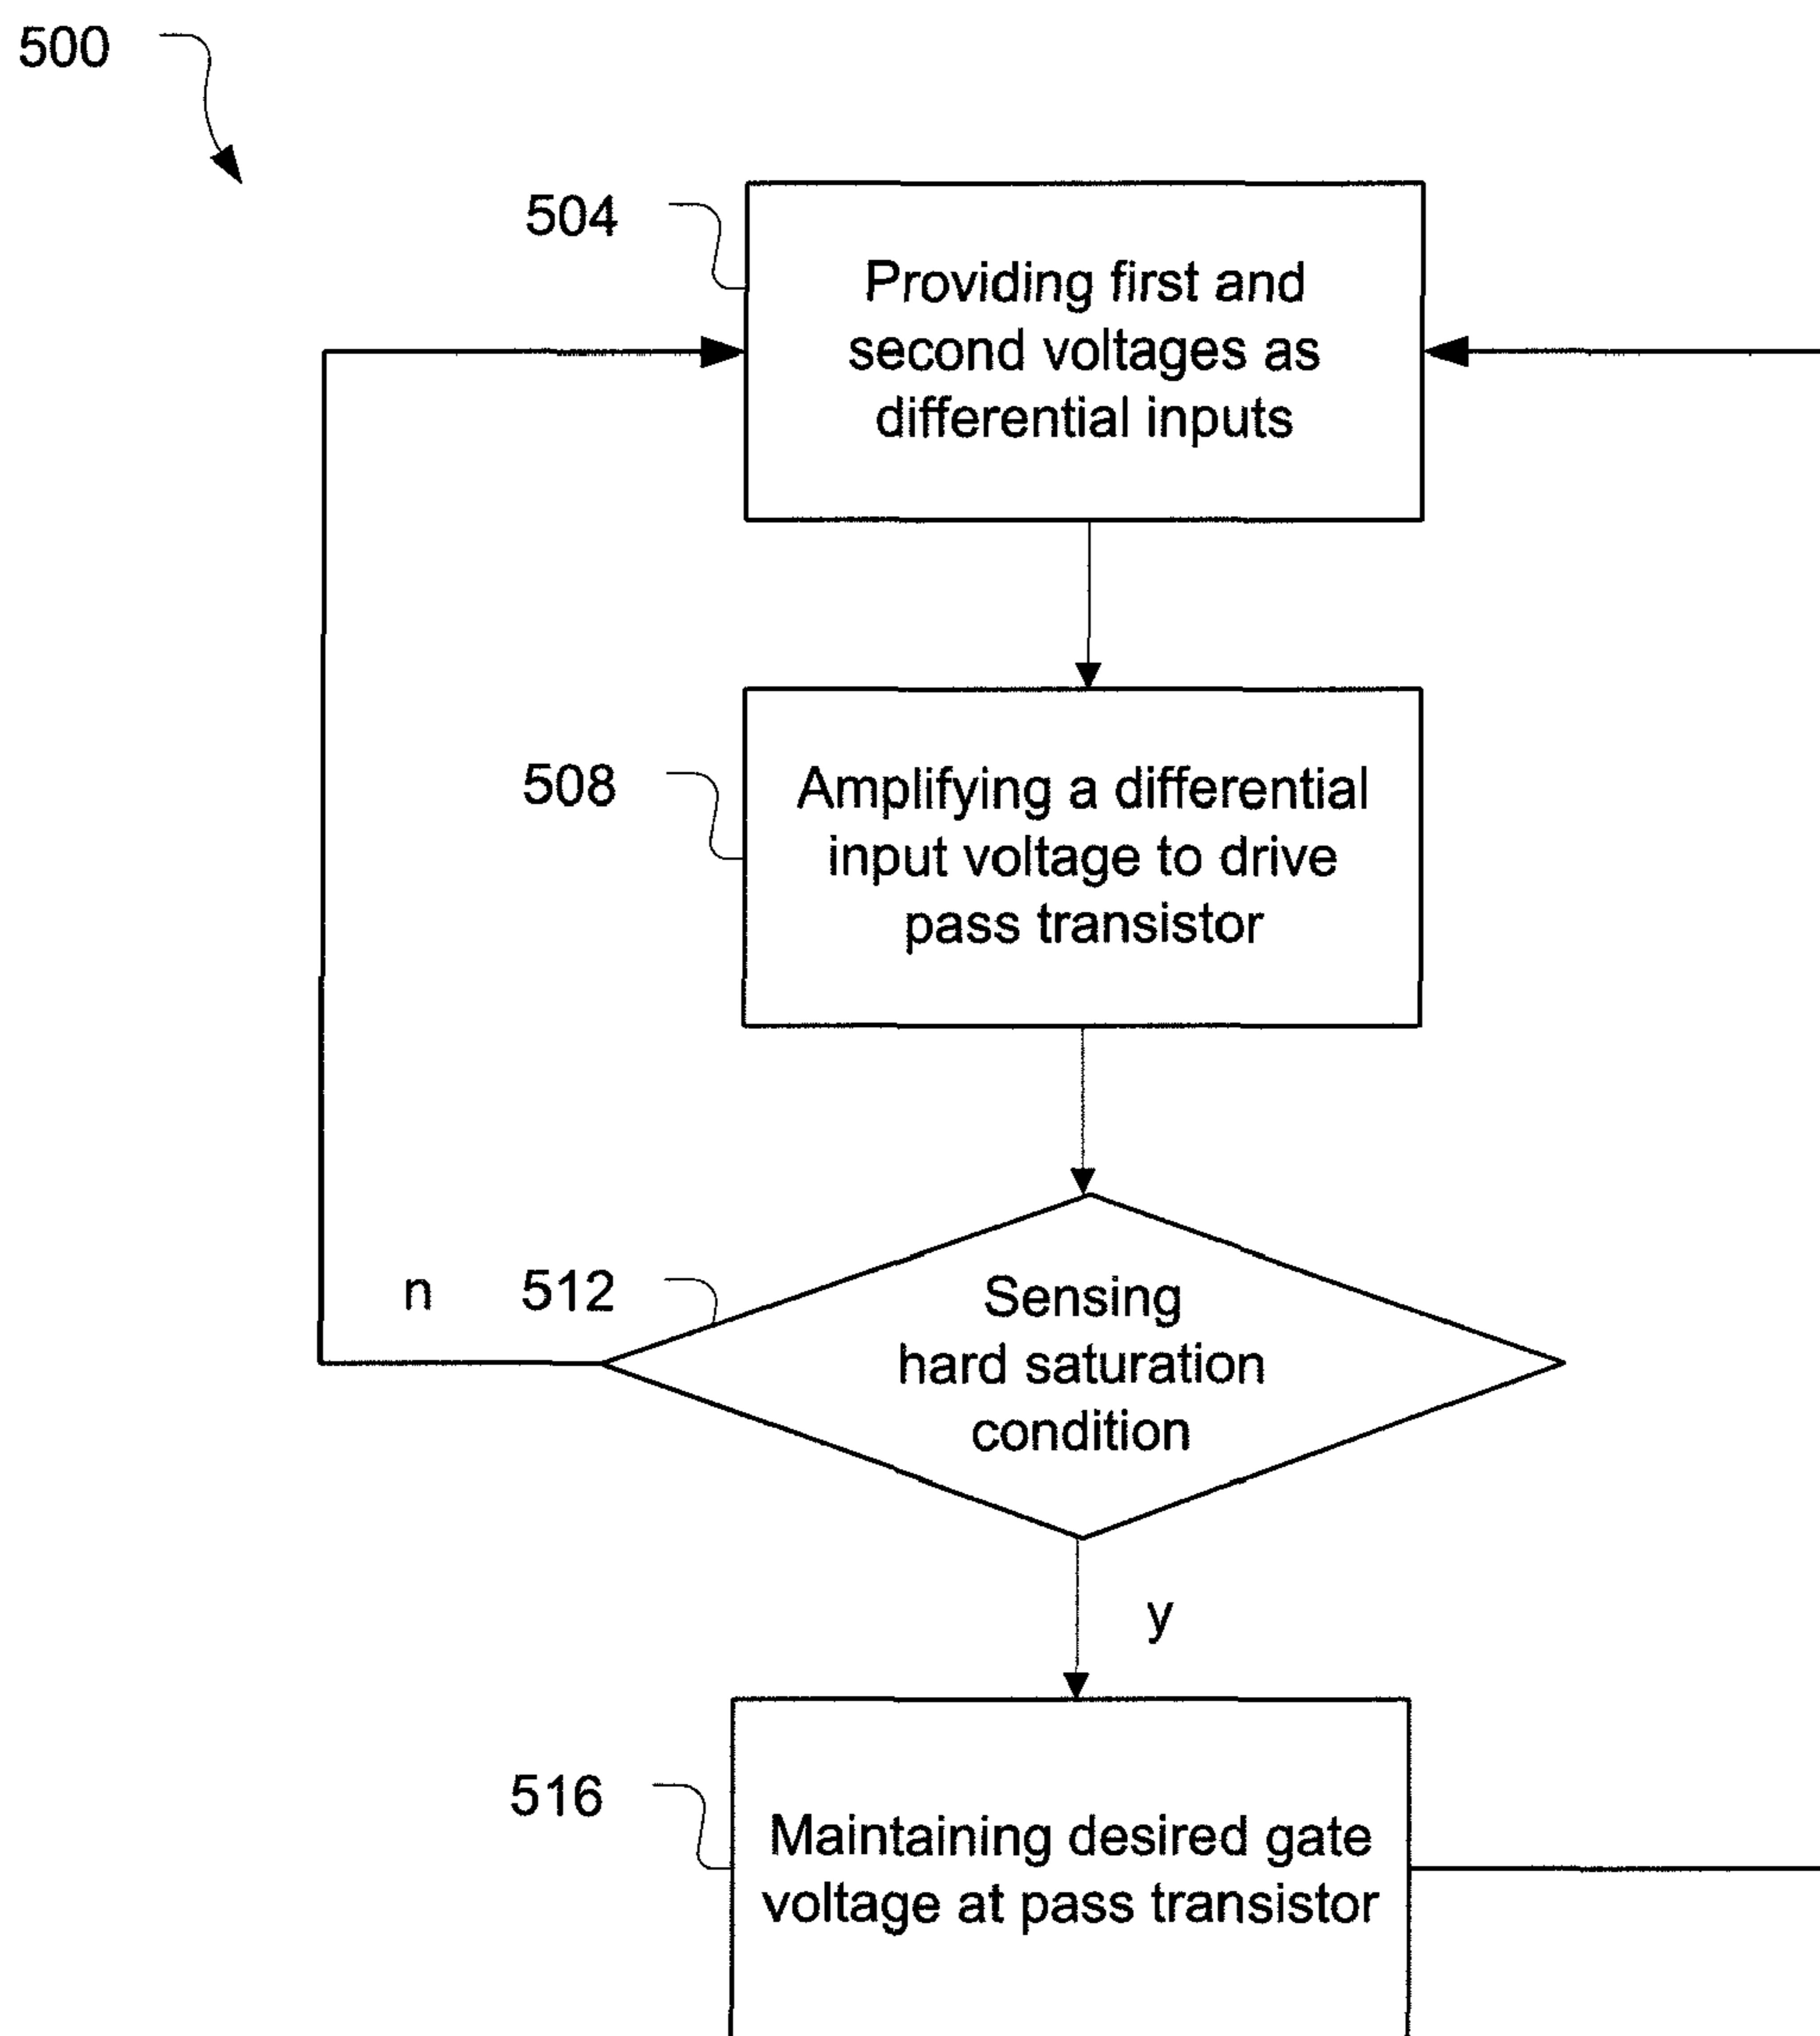 500
504
Providing first and
second voltages as
differential inputs
508
Amplifying a differential
input voltage to drive
pass transistor
n
512
Sensing
hard saturation
condition
y
516
Maintaining desired gate
voltage at pass transistor